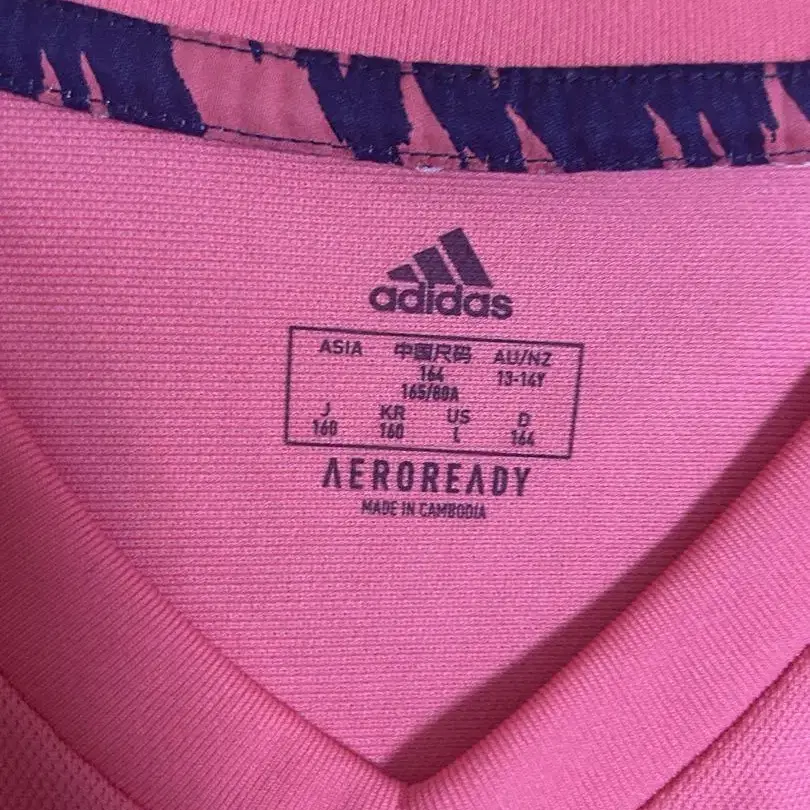 adidas
ASIA 中国尺码 AU/NZ
164 13-14Y
165/80A
J KR US D
160 160 L 164
AEROREADY
MADE IN CAMBODIA